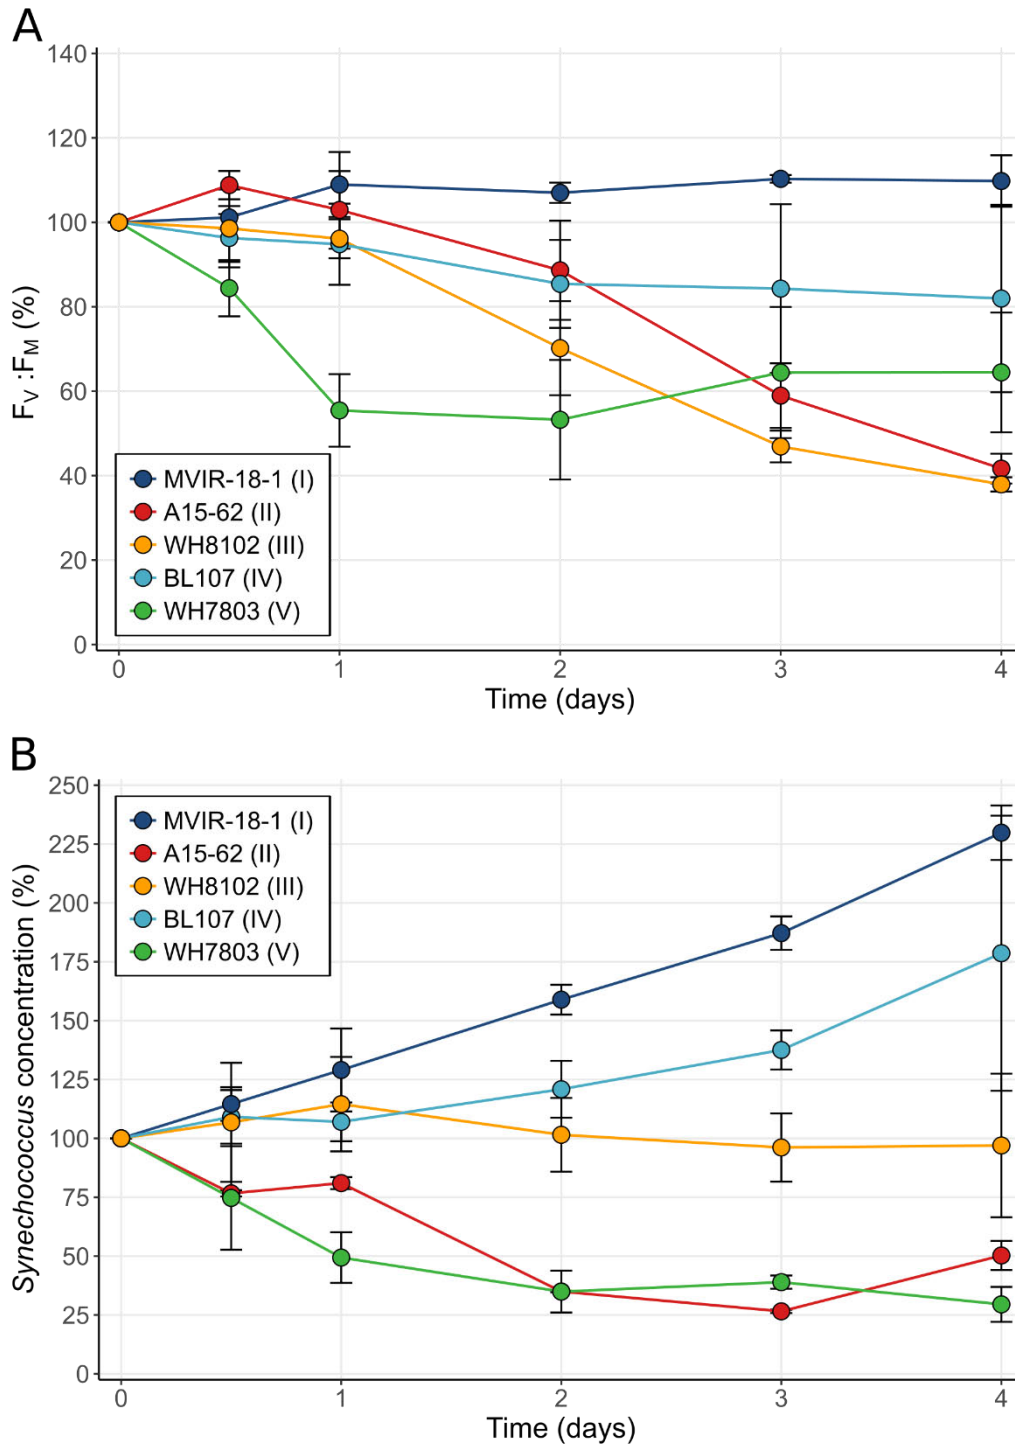 A
140
120
100
80
60
40
20
0
F_V :F_M (%)
MVIR-18-1 (I)
A15-62 (II)
WH8102 (III)
BL107 (IV)
WH7803 (V)
0 1 2 3 4
Time (days)
B
250
225
200
175
150
125
100
75
50
25
0
Synechococcus concentration (%)
MVIR-18-1 (I)
A15-62 (II)
WH8102 (III)
BL107 (IV)
WH7803 (V)
0 1 2 3 4
Time (days)